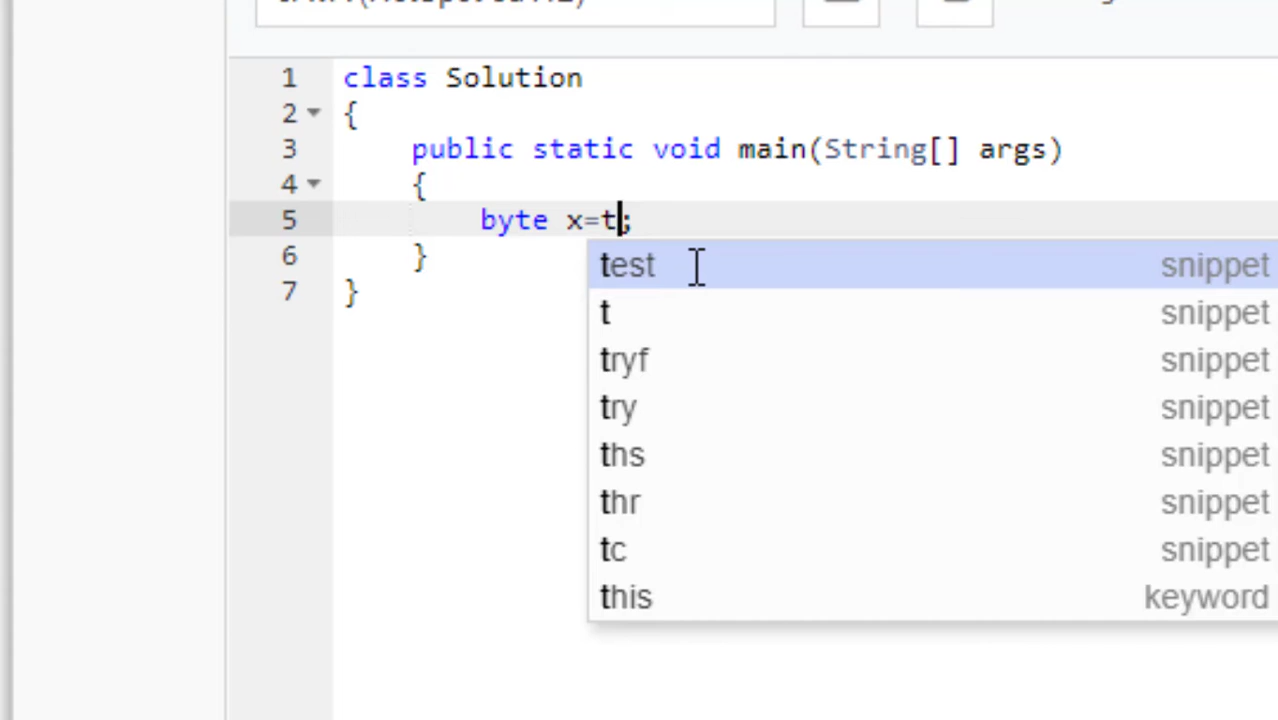 1 class Solution
2 {
3 public static void main(String[] args)
4 {
5 byte x=t;
6 }
7 }
test snippet
t snippet
tryf snippet
try snippet
ths snippet
thr snippet
tc snippet
this keyword